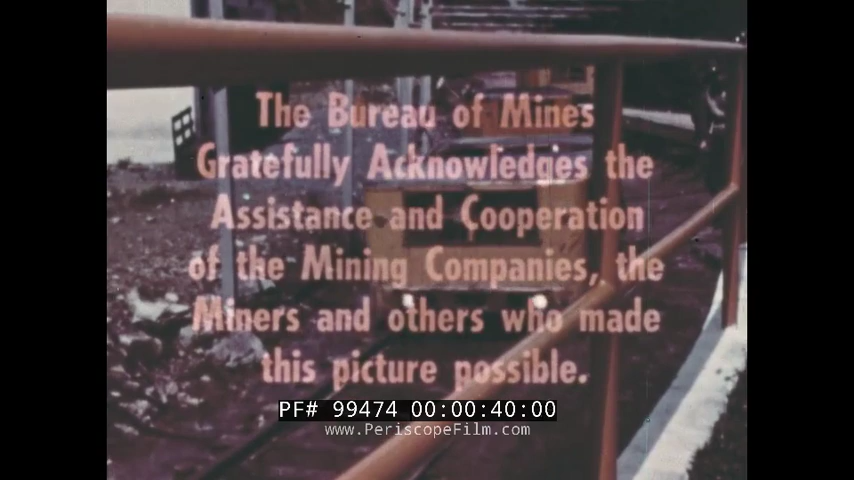 The Bureau of Mines
Gratefully Acknowledges the
Assistance and Cooperation
of the Mining Companies, the
Miners and others who made
this picture possible.
PF# 99474 00:00:40:00
www.PeriscopeFilm.com